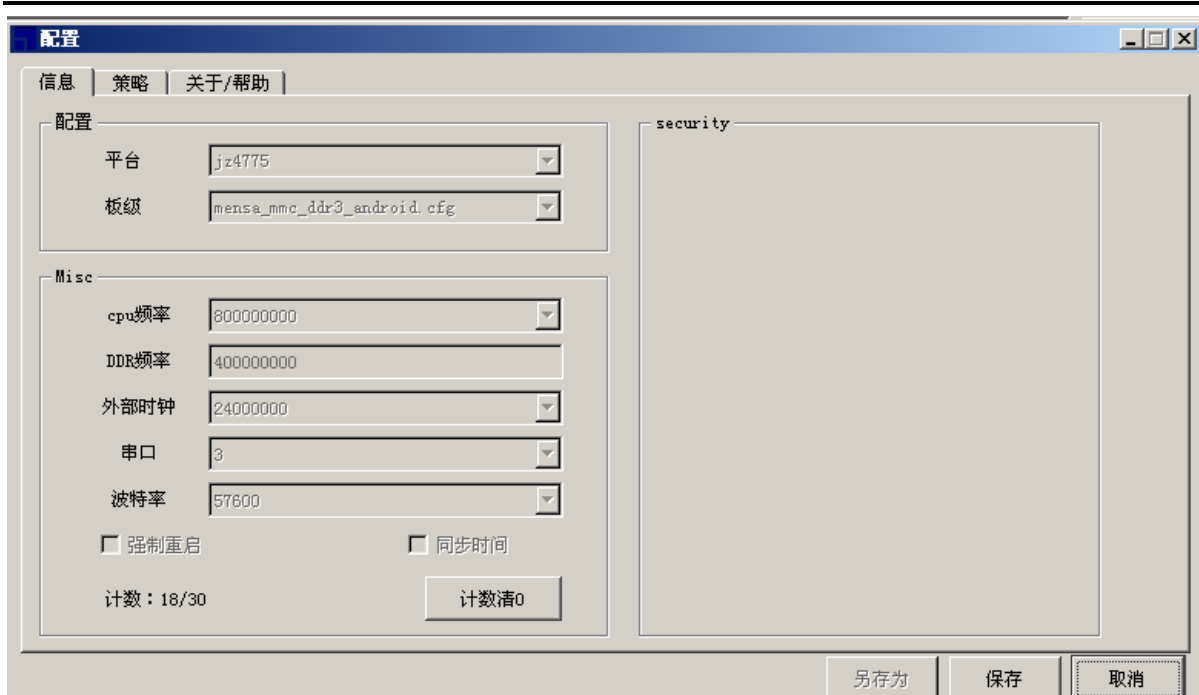 配置
信息 策略 关于/帮助
配置
平台 jz4775
板级 mensa_mmc_ddr3_android.cfg
Misc
cpu频率 800000000
DDR频率 400000000
外部时钟 24000000
串口 3
波特率 57600
强制重启 同步时间
计数：18/30 计数清0
security
另存为 保存 取消